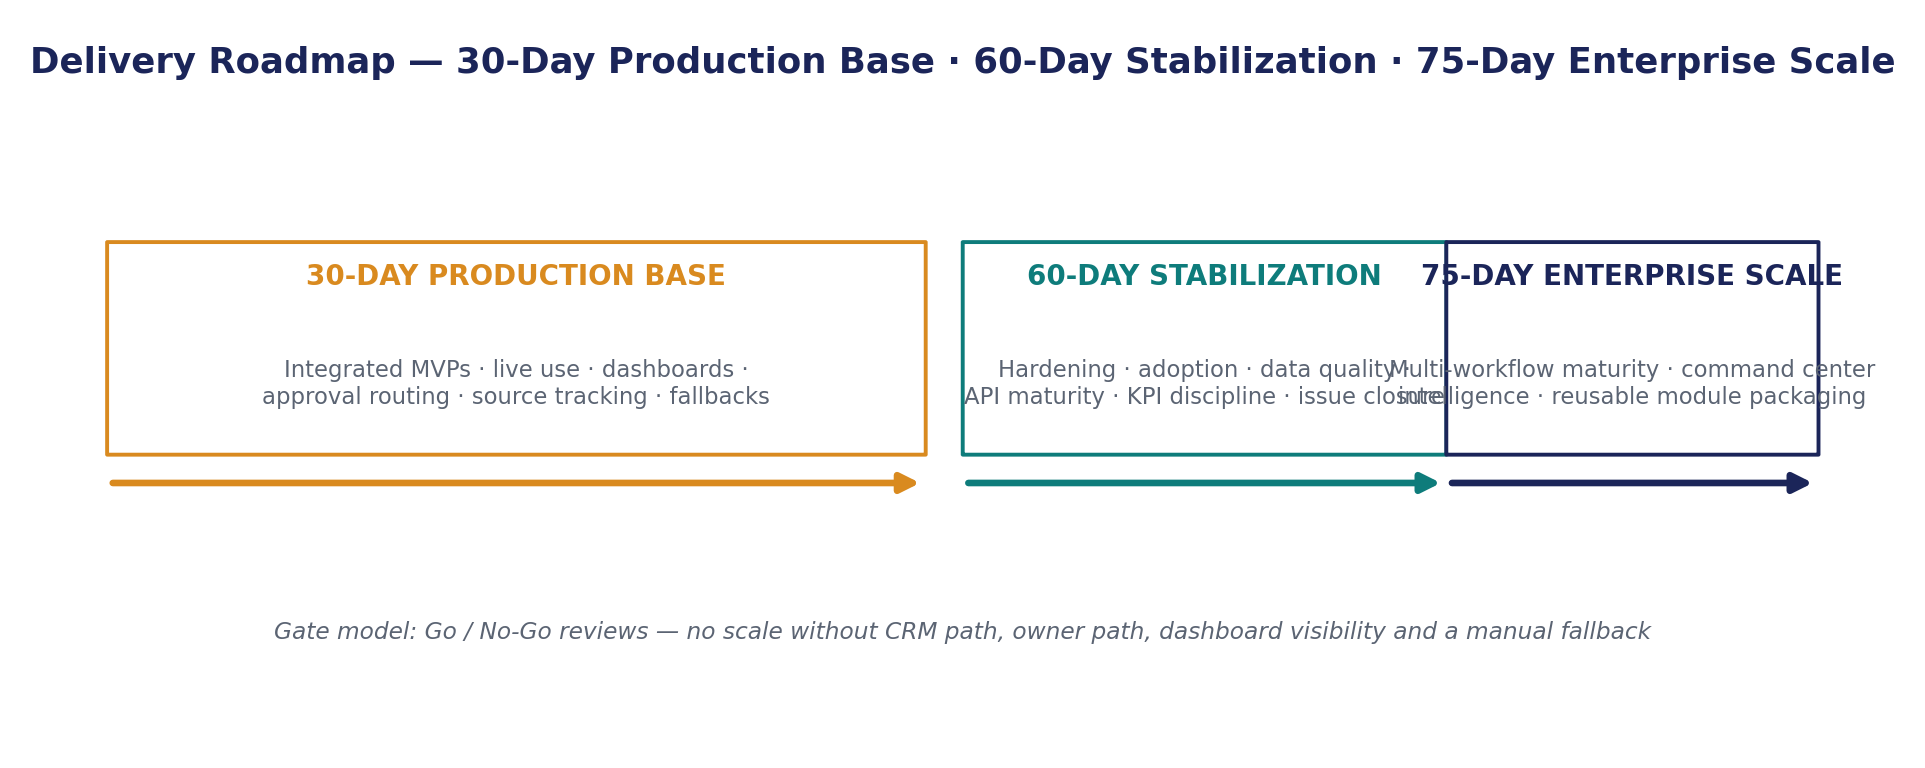 Delivery Roadmap — 30-Day Production Base · 60-Day Stabilization · 75-Day Enterprise Scale
30-DAY PRODUCTION BASE
Integrated MVPs · live use · dashboards ·
approval routing · source tracking · fallbacks
60-DAY STABILIZATION
Hardening · adoption · data quality ·
API maturity · KPI discipline · issue closure
75-DAY ENTERPRISE SCALE
Multi-workflow maturity · command center
intelligence · reusable module packaging
Gate model: Go / No-Go reviews — no scale without CRM path, owner path, dashboard visibility and a manual fallback